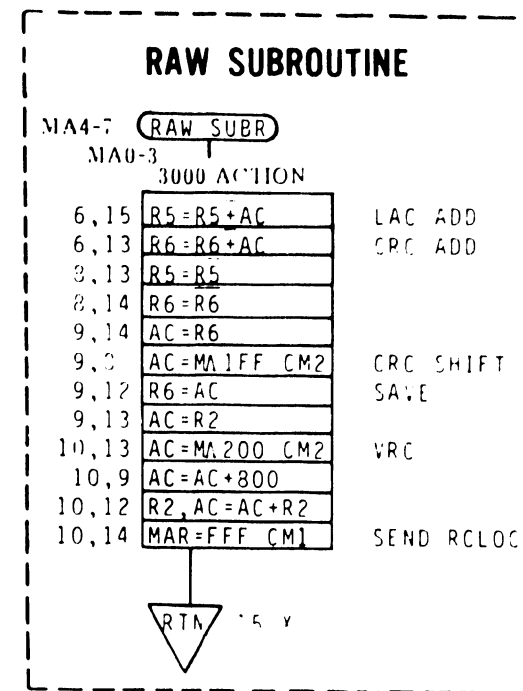 RAW SUBROUTINE
MA4-7 RAW SUBR
MA0-3
3000 ACTION
6,15 R5=R5+AC LAC ADD
6,13 R6=R6+AC CRC ADD
3,13 R5=R5
8,14 R6=R6
9,14 AC=R6
9, AC=MA 1FF CM2 CRC SHIFT
9,12 R6=AC SAVE
9,13 AC=R2
10,13 AC=MA 200 CM2 VRC
10,9 AC=AC+800
10,12 R2,AC=AC+R2
10,14 MAR=FFF CM1 SEND RCLOC
RTN